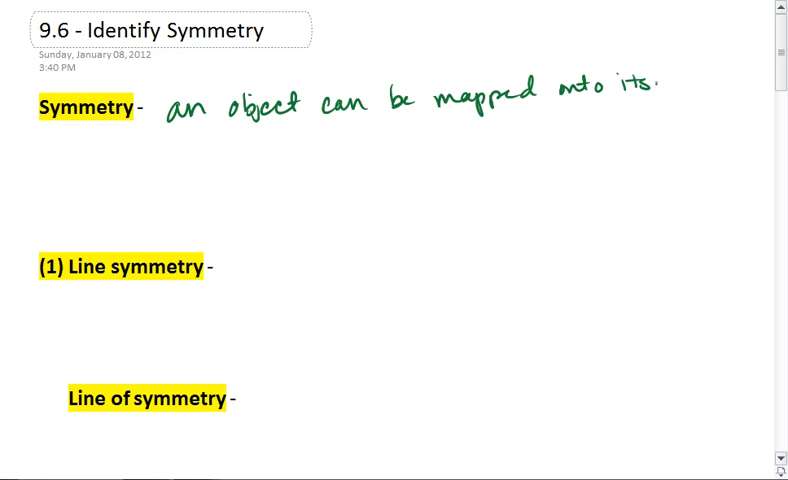 9.6 - Identify Symmetry
Sunday, January 08, 2012
3:40 PM
Symmetry - an object can be mapped onto its.
(1) Line symmetry -
Line of symmetry -